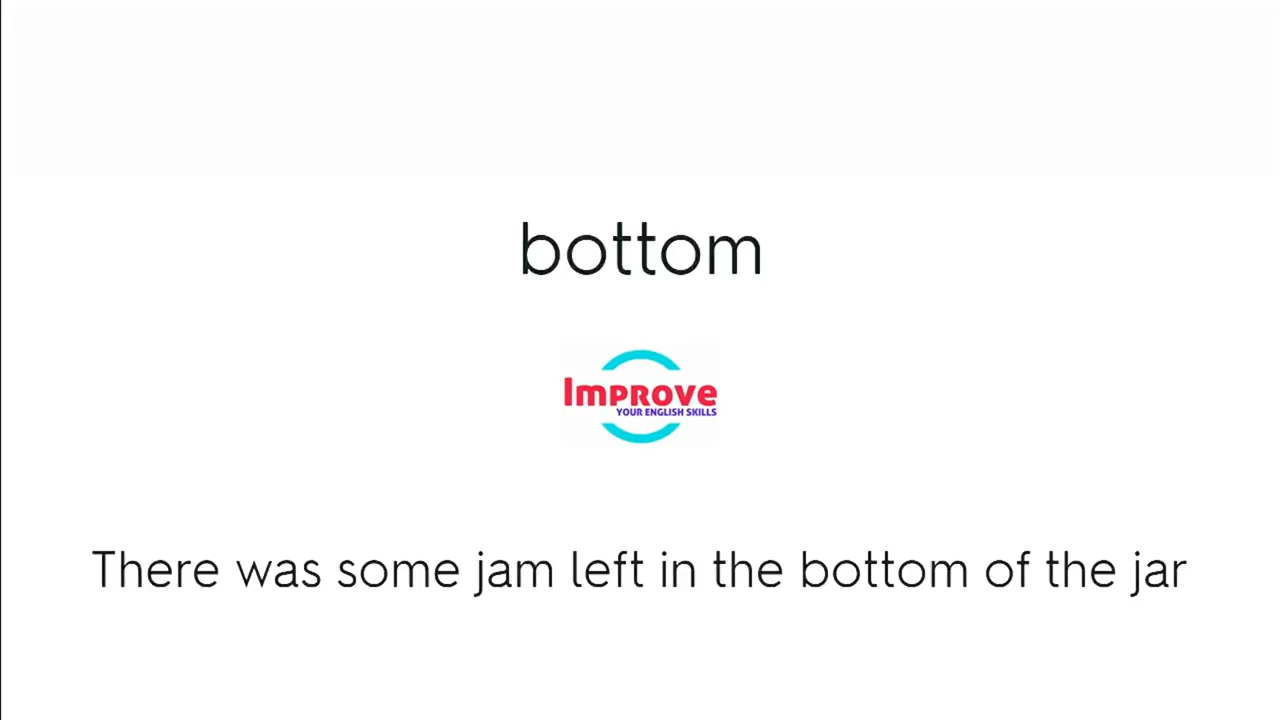 bottom
Improve
YOUR ENGLISH SKILLS
There was some jam left in the bottom of the jar